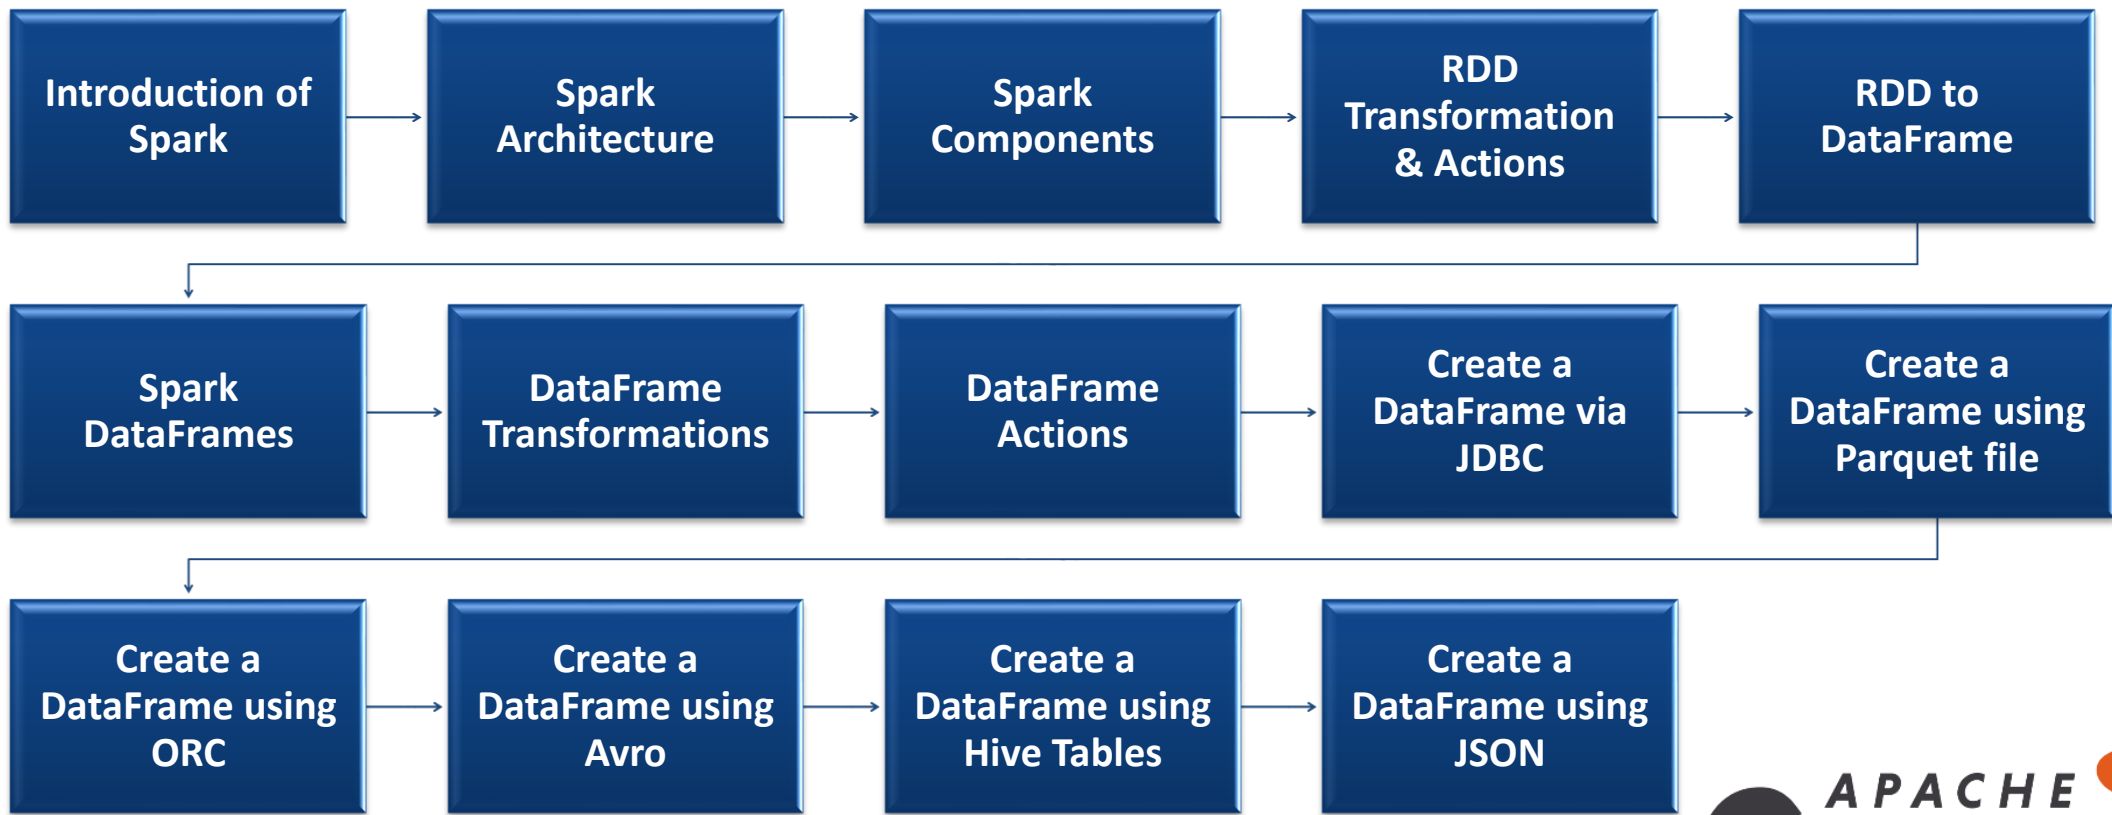 Introduction of
Spark
Spark
Architecture
Spark
Components
RDD
Transformation
& Actions
RDD to
DataFrame
Spark
DataFrames
DataFrame
Transformations
DataFrame
Actions
Create a
DataFrame via
JDBC
Create a
DataFrame using
Parquet file
Create a
DataFrame using
ORC
Create a
DataFrame using
Avro
Create a
DataFrame using
Hive Tables
Create a
DataFrame using
JSON
APACHE